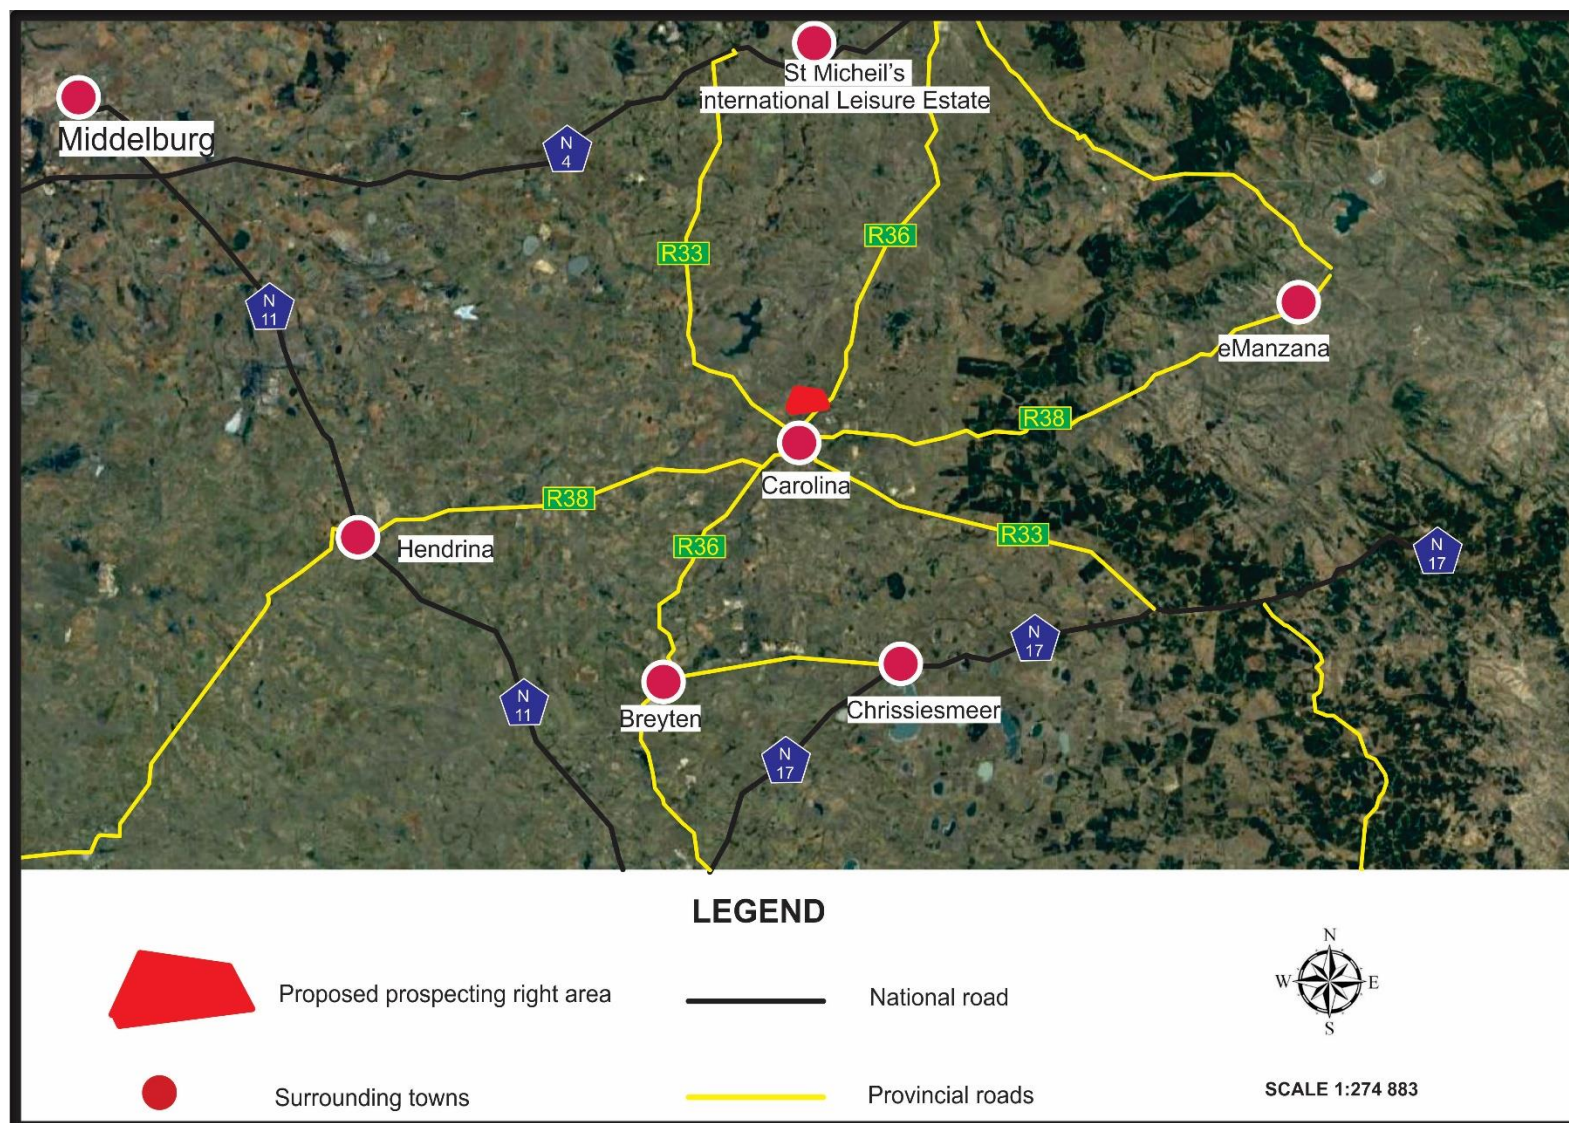 St Micheil's
international Leisure Estate
Middelburg
N
4
R33
R36
N
11
eManzana
R38
Carolina
R38
Hendrina
R36
R33
N
17
N
17
Breyten
Chrissiesmeer
N
11
N
17
LEGEND
Proposed prospecting right area
National road
N
W
E
S
Surrounding towns
Provincial roads
SCALE 1:274 883